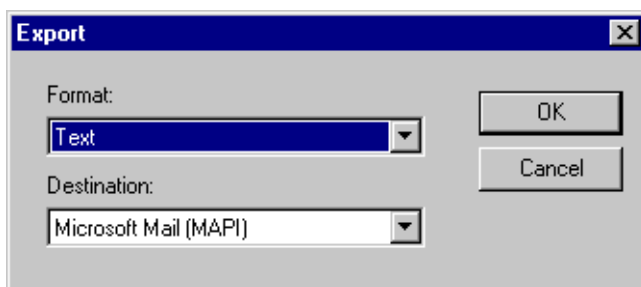 Export
Format:
Text
OK
Cancel
Destination:
Microsoft Mail (MAPI)